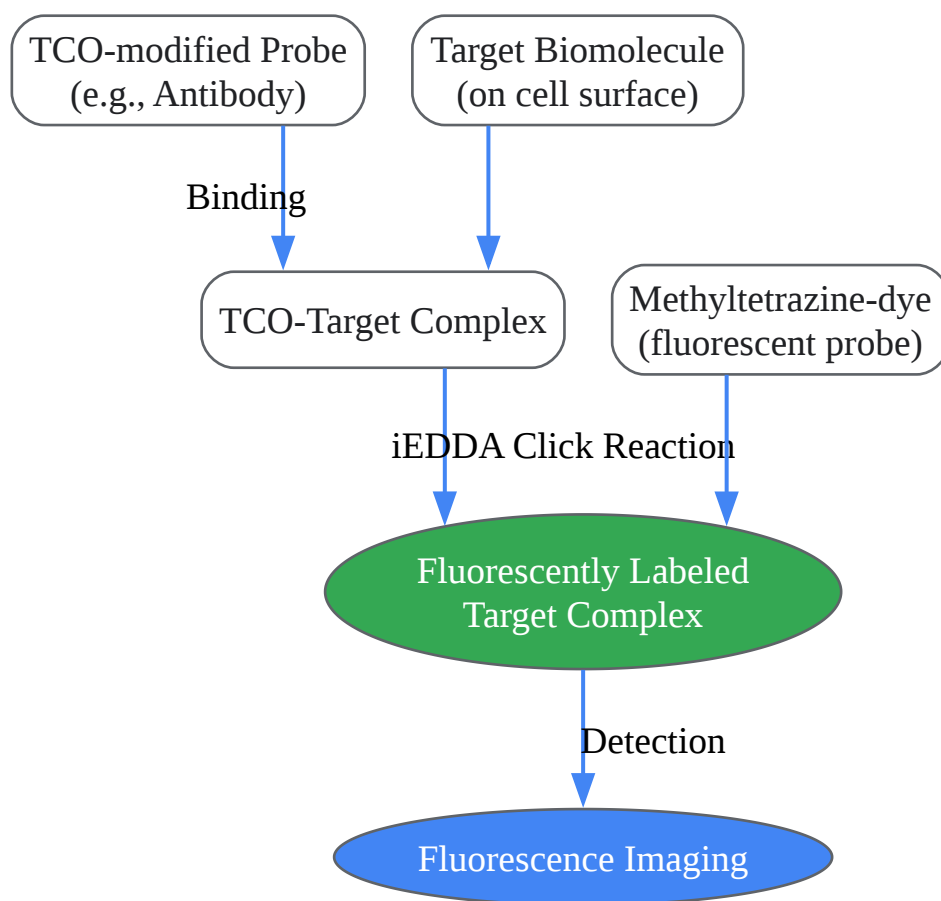 TCO-modified Probe
(e.g., Antibody)
Target Biomolecule
(on cell surface)
Binding
TCO-Target Complex
Methyltetrazine-dye
(fluorescent probe)
iEDDA Click Reaction
Fluorescently Labeled
Target Complex
Detection
Fluorescence Imaging